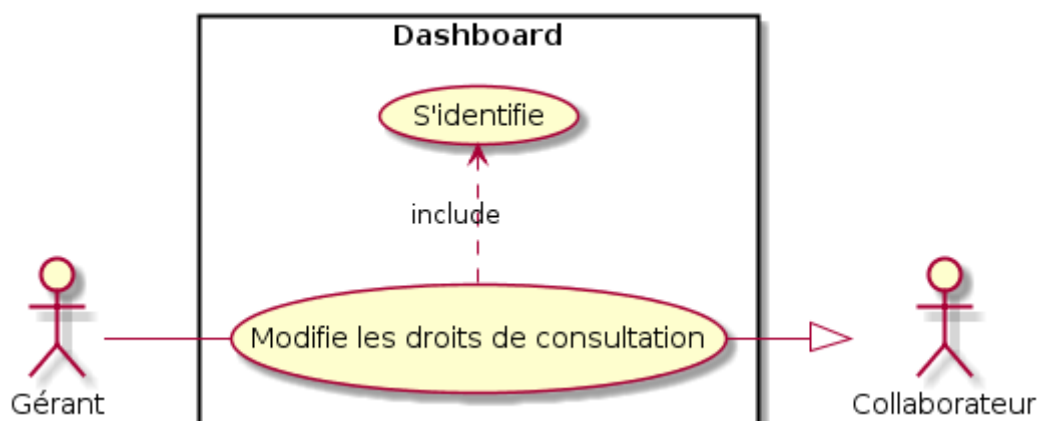 Dashboard
S'identifie
include
Modifie les droits de consultation
Gérant
Collaborateur